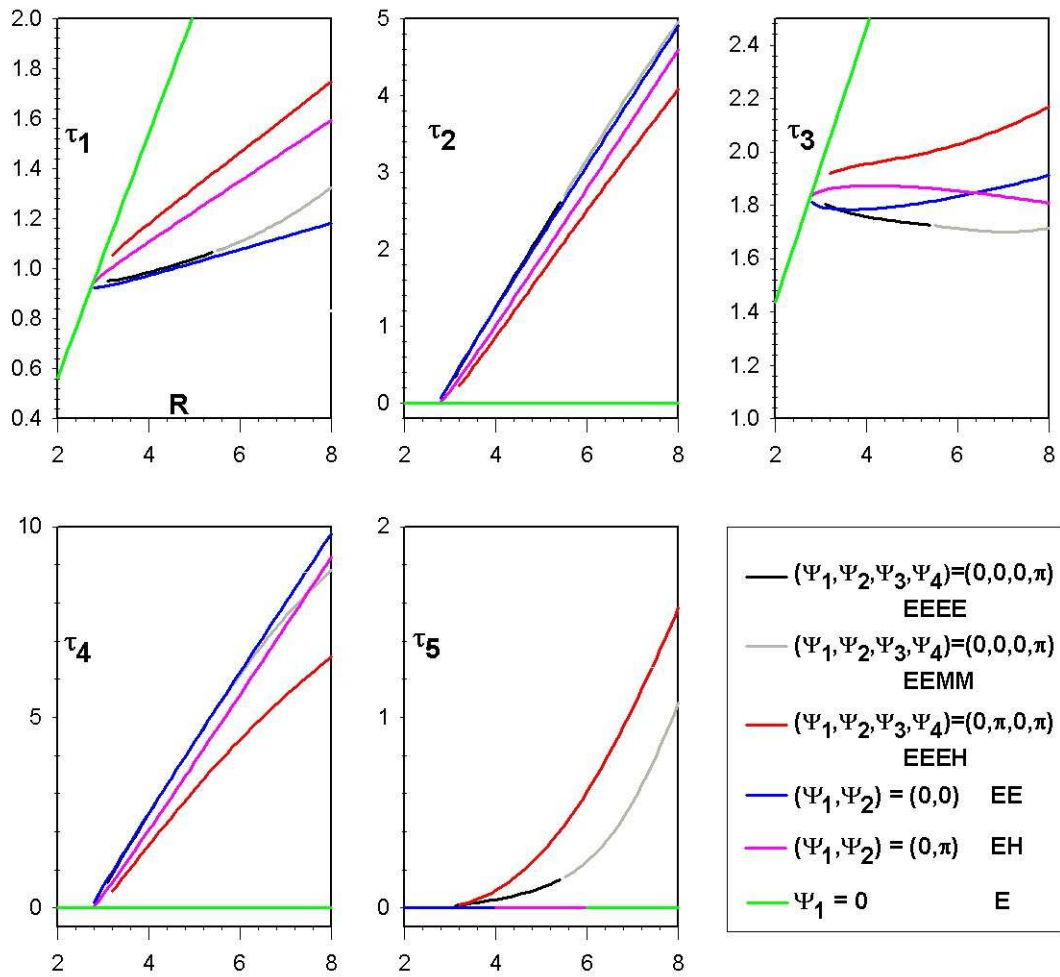 2.0
1.8
1.6
1.4
1.2
1.0
0.8
0.6
0.4
τ1
R
2 4 6 8
5
4
3
2
1
0
τ2
2 4 6 8
2.4
2.2
2.0
1.8
1.6
1.4
1.2
1.0
τ3
2 4 6 8
10
5
0
τ4
2 4 6 8
2
1
0
τ5
2 4 6 8
(Ψ1,Ψ2,Ψ3,Ψ4)=(0,0,0,π)
EEEE
(Ψ1,Ψ2,Ψ3,Ψ4)=(0,0,0,π)
EEMM
(Ψ1,Ψ2,Ψ3,Ψ4)=(0,π,0,π)
EEEH
(Ψ1,Ψ2) = (0,0) EE
(Ψ1,Ψ2) = (0,π) EH
Ψ1 = 0 E